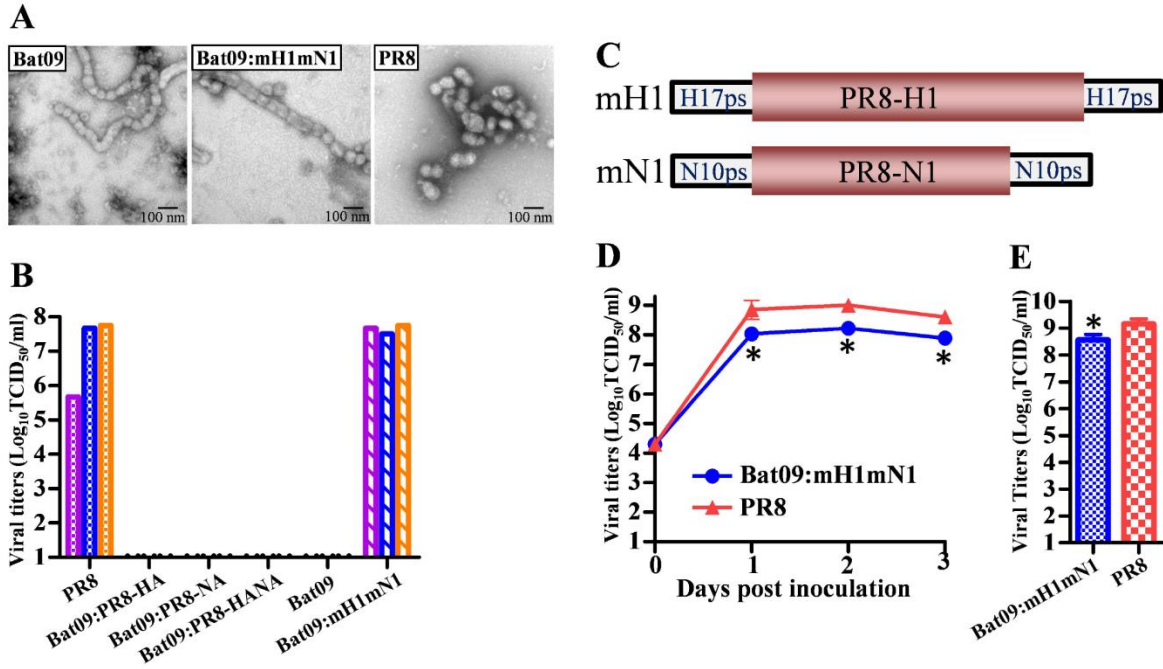 A
Bat09
Bat09:mH1mN1
PR8
100 nm
100 nm
100 nm
B
Viral titers (Log10TCID50/ml)
8
7
6
5
4
3
2
1
PR8
Bat09:PR8-HA
Bat09:PR8-NA
Bat09:PR8-HANA
Bat09
Bat09:mH1mN1
C
mH1
H17ps
PR8-H1
H17ps
mN1
N10ps
PR8-N1
N10ps
D
Viral titers (Log10TCID50/ml)
9
8
7
6
5
4
3
2
1
0
1
2
3
*
*
*
Bat09:mH1mN1
PR8
Days post inoculation
E
Viral Titers (Log10TCID50/ml)
10
9
8
7
6
5
4
3
2
1
*
Bat09:mH1mN1
PR8